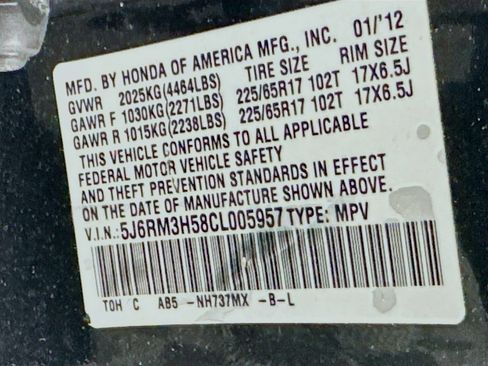 MFD. BY HONDA OF AMERICA MFG., INC. 01/'12
GVWR 2025KG(4464LBS) TIRE SIZE RIM SIZE
GAWR F 1030KG(2271LBS) 225/65R17 102T 17X6.5J
GAWR R 1015KG(2238LBS) 225/65R17 102T 17X6.5J
THIS VEHICLE CONFORMS TO ALL APPLICABLE
FEDERAL MOTOR VEHICLE SAFETY
AND THEFT PREVENTION STANDARDS IN EFFECT
ON THE DATE OF MANUFACTURE SHOWN ABOVE.
V.I.N.:5J6RM3H58CL005957 TYPE: MPV
TOH C AB5 -NH737MX -B-L